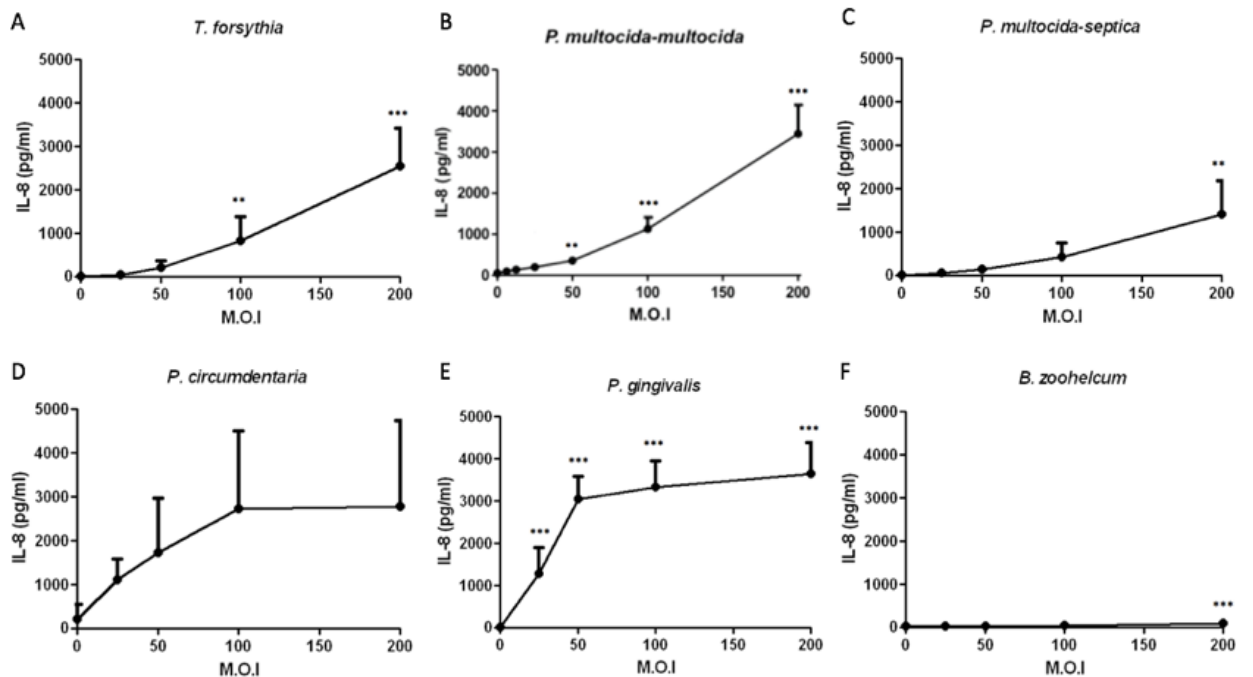 A
T. forsythia
5000
4000
3000
2000
1000
0
IL-8 (pg/ml)
**
***
0 50 100 150 200
M.O.I
B
P. multocida-multocida
5000
4000
3000
2000
1000
0
IL-8 (pg/ml)
**
***
***
0 50 100 150 200
M.O.I
C
P. multocida-septica
5000
4000
3000
2000
1000
0
IL-8 (pg/ml)
**
0 50 100 150 200
M.O.I
D
P. circumdentaria
5000
4000
3000
2000
1000
0
IL-8 (pg/ml)
0 50 100 150 200
M.O.I
E
P. gingivalis
5000
4000
3000
2000
1000
0
IL-8 (pg/ml)
***
***
***
***
0 50 100 150 200
M.O.I
F
B. zoohelcum
5000
4000
3000
2000
1000
0
IL-8 (pg/ml)
***
0 50 100 150 200
M.O.I